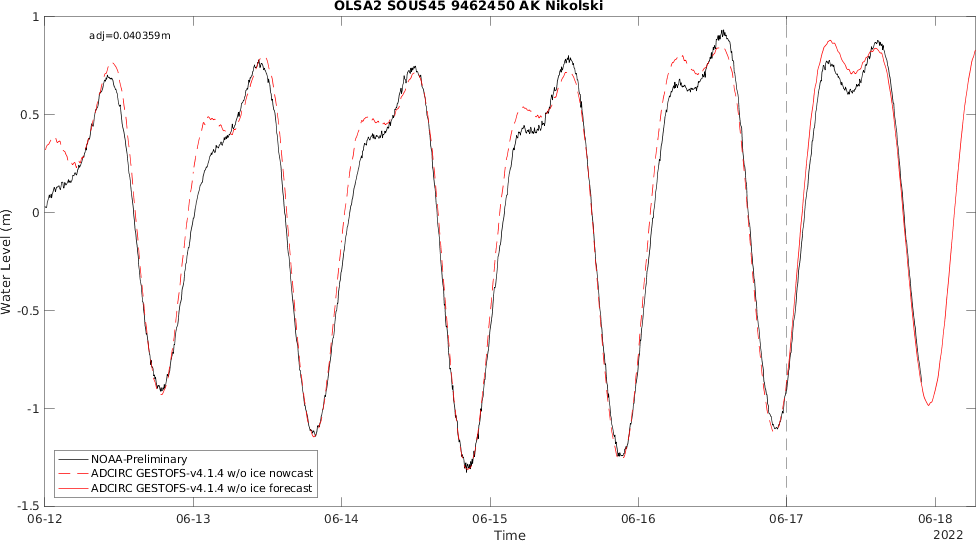 OLSA2 SOUS45 9462450 AK Nikolski
adj=0.040359m
1
0.5
0
-0.5
-1
-1.5
Water Level (m)
NOAA-Preliminary
ADCIRC GESTOFS-v4.1.4 w/o ice nowcast
ADCIRC GESTOFS-v4.1.4 w/o ice forecast
06-12 06-13 06-14 06-15 06-16 06-17 06-18
Time
2022